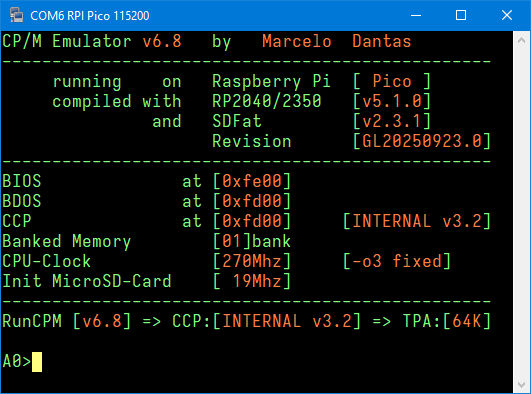 COM6 RPI Pico 115200
CP/M Emulator v6.8 by Marcelo Dantas
-------------------------------------------------
running on Raspberry Pi [ Pico ]
compiled with RP2040/2350 [v5.1.0]
and SDFat [v2.3.1]
Revision [GL20250923.0]
-------------------------------------------------
BIOS at [0xfe00]
BDOS at [0xfd00]
CCP at [0xfd00] [INTERNAL v3.2]
Banked Memory [01]bank
CPU-Clock [270Mhz] [-o3 fixed]
Init MicroSD-Card [ 19Mhz]
-------------------------------------------------
RunCPM [v6.8] => CCP:[INTERNAL v3.2] => TPA:[64K]
A0>